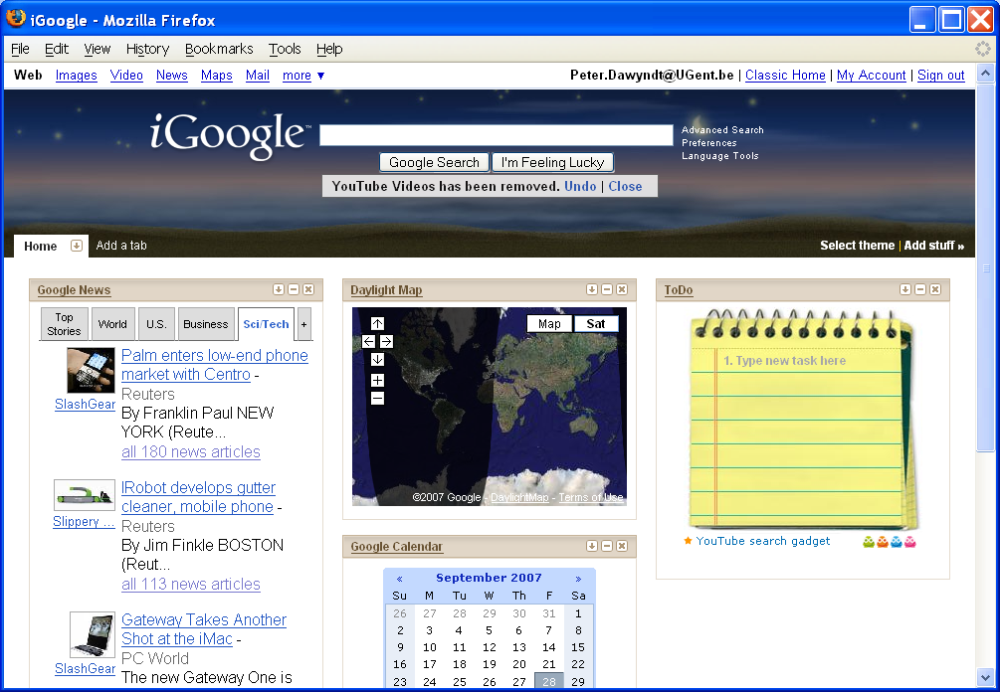 iGoogle - Mozilla Firefox
File Edit View History Bookmarks Tools Help
Web Images Video News Maps Mail more ▼
Peter.Dawyndt@UGent.be | Classic Home | My Account | Sign out
iGoogle™
Advanced Search
Preferences
Language Tools
Google Search I'm Feeling Lucky
YouTube Videos has been removed. Undo | Close
Home Add a tab
Select theme | Add stuff »
Google News
Top Stories World U.S. Business Sci/Tech +
Palm enters low-end phone
market with Centro -
Reuters
SlashGear
By Franklin Paul NEW
YORK (Reute...
all 180 news articles
IRobot develops gutter
cleaner, mobile phone -
Slippery ...
Reuters
By Jim Finkle BOSTON
(Reut...
all 113 news articles
Gateway Takes Another
Shot at the iMac -
PC World
SlashGear
The new Gateway One is
Daylight Map
Map Sat
©2007 Google - DaylightMap - Terms of Use
Google Calendar
« September 2007 »
Su M Tu W Th F Sa
26 27 28 29 30 31 1
2 3 4 5 6 7 8
9 10 11 12 13 14 15
16 17 18 19 20 21 22
23 24 25 26 27 28 29
ToDo
1. Type new task here
YouTube search gadget